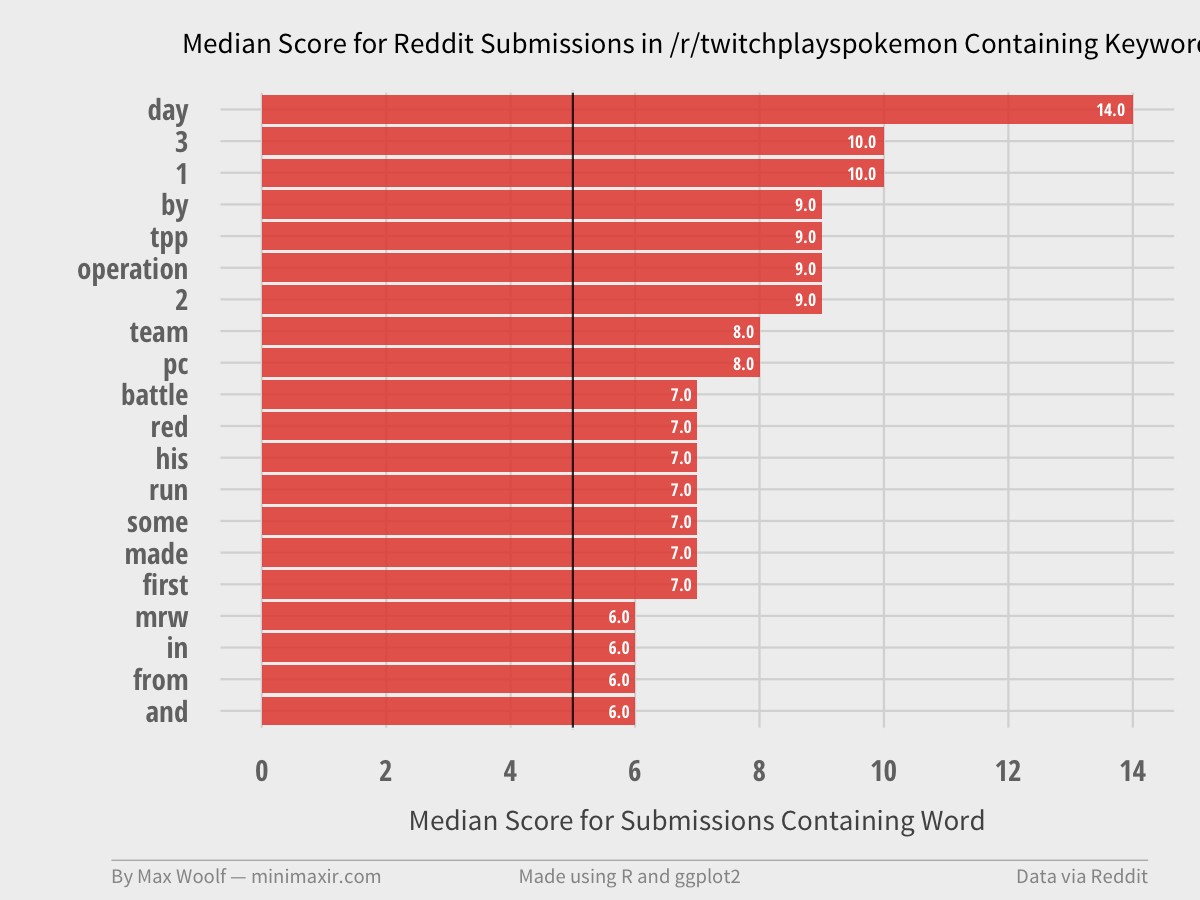 Median Score for Reddit Submissions in /r/twitchplayspokemon Containing
day 14.0
3 10.0
1 10.0
by 9.0
tpp 9.0
operation 9.0
2 9.0
team 8.0
pc 8.0
battle 7.0
red 7.0
his 7.0
run 7.0
some 7.0
made 7.0
first 7.0
mrw 6.0
in 6.0
from 6.0
and 6.0
0 2 4 6 8 10 12 14
Median Score for Submissions Containing Word
By Max Woolf — minimaxir.com Made using R and ggplot2 Data via Reddit